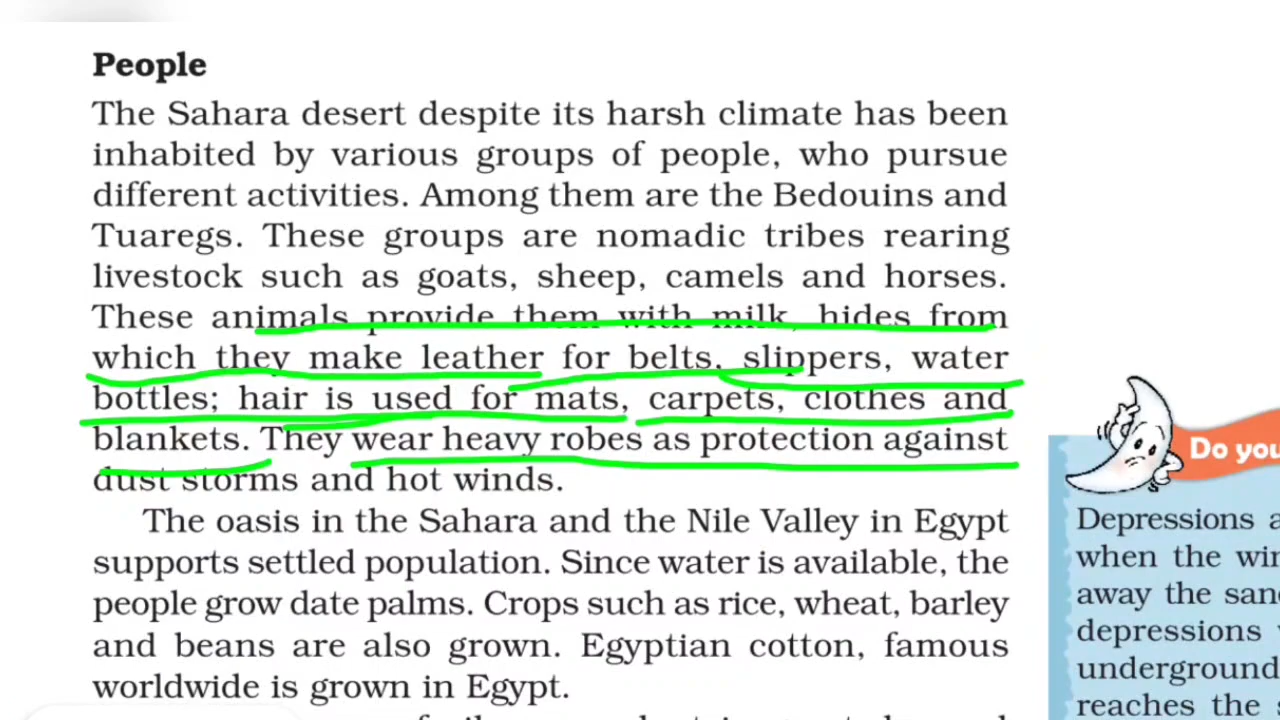 People
The Sahara desert despite its harsh climate has been
inhabited by various groups of people, who pursue
different activities. Among them are the Bedouins and
Tuaregs. These groups are nomadic tribes rearing
livestock such as goats, sheep, camels and horses.
These animals provide them with milk, hides from
which they make leather for belts, slippers, water
bottles; hair is used for mats, carpets, clothes and
blankets. They wear heavy robes as protection against
dust storms and hot winds.
The oasis in the Sahara and the Nile Valley in Egypt
supports settled population. Since water is available, the
people grow date palms. Crops such as rice, wheat, barley
and beans are also grown. Egyptian cotton, famous
worldwide is grown in Egypt.
Do you
Depressions a
when the win
away the sand
depressions
underground
reaches the s